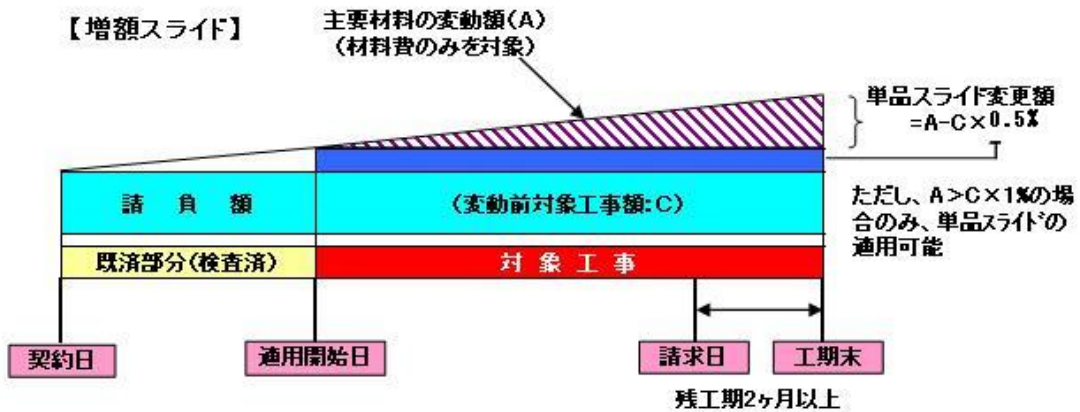 【増額スライド】
主要材料の変動額(A)
(材料費のみを対象)
単品スライド変更額
=A-C×0.5%
請 負 額
(変動前対象工事額:C)
ただし、A>C×1%の場
合のみ、単品スライドの
適用可能
既済部分(検査済)
対 象 工 事
契約日
適用開始日
請求日
工期末
残工期2ヶ月以上